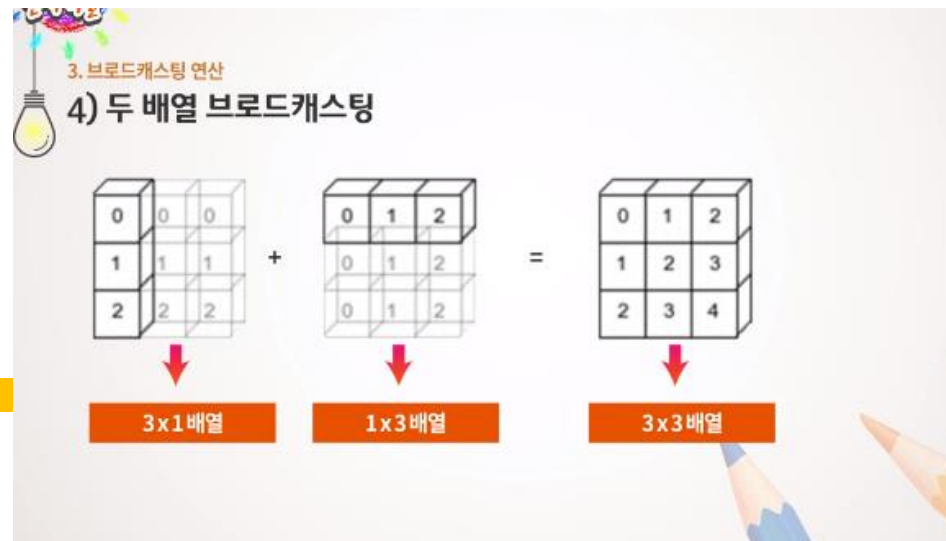 3. 브로드캐스팅 연산
4) 두 배열 브로드캐스팅
0 0 0 0 1 2 0 1 2
1 1 1 + 0 1 2 = 1 2 3
2 2 2 0 1 2 2 3 4
3x1배열 1x3배열 3x3배열